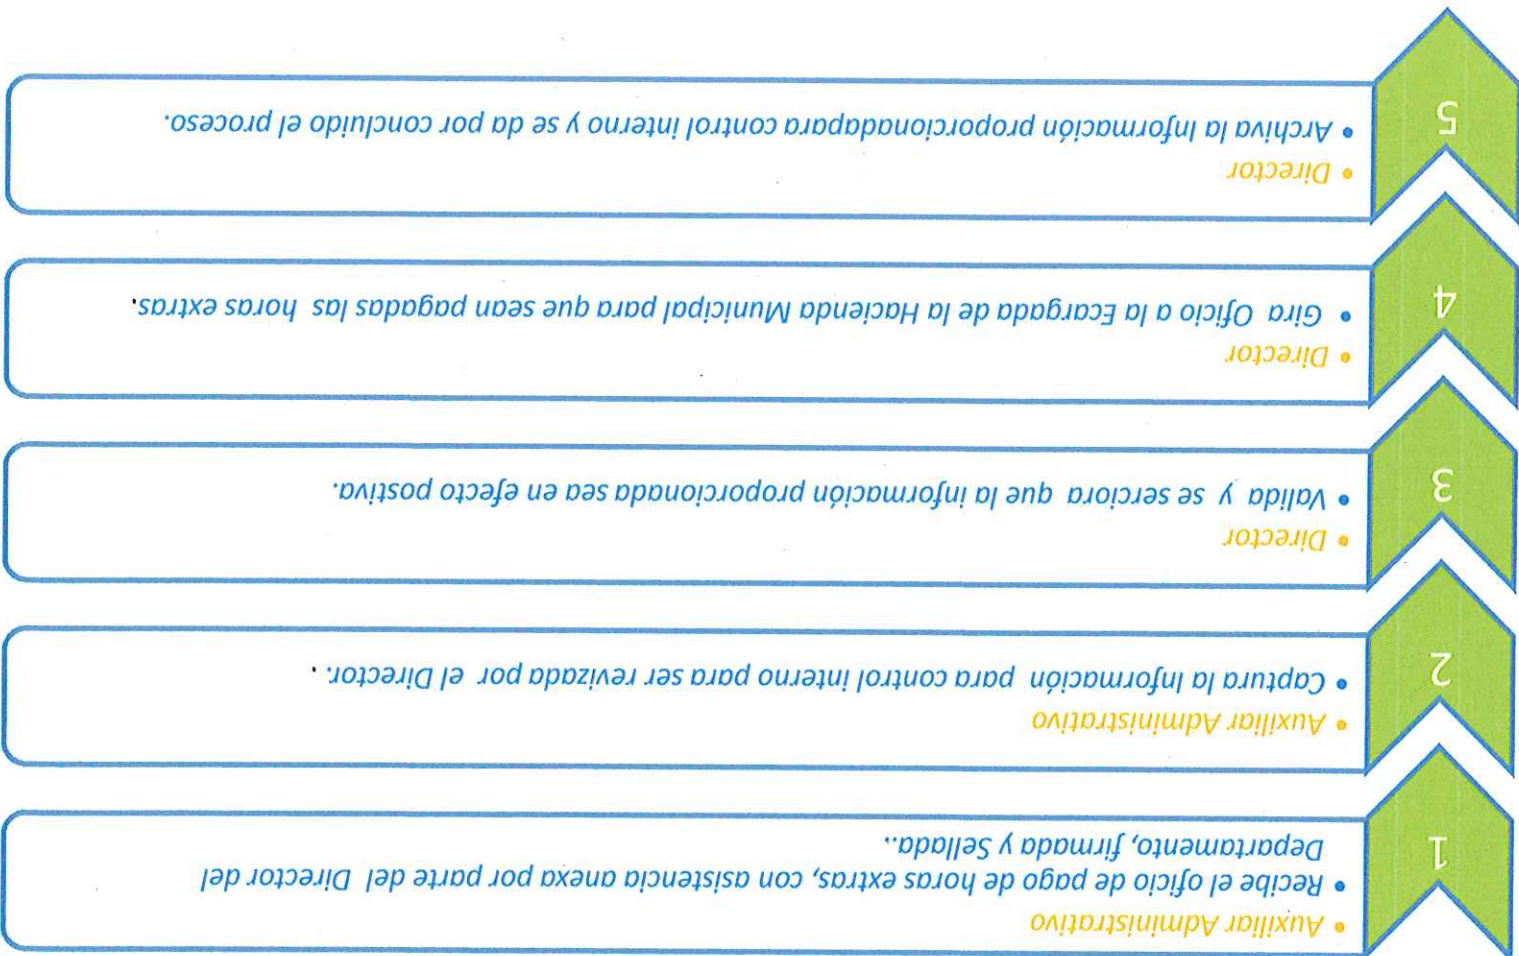 1
• Auxiliar Administrativo
• Recibe el oficio de pago de horas extras, con asistencia anexa por parte del Director del
Departamento, firmada y Sellada..
2
• Auxiliar Administrativo
• Captura la Información para control interno para ser revizada por el Director. .
3
• Director
• Valida y se serciora que la información proporcionada sea en efecto postiva.
4
• Director
• Gira Oficio a la Ecargada de la Hacienda Municipal para que sean pagadas las horas extras.
5
• Director
• Archiva la Información proporcionadapara control interno y se da por concluido el proceso.